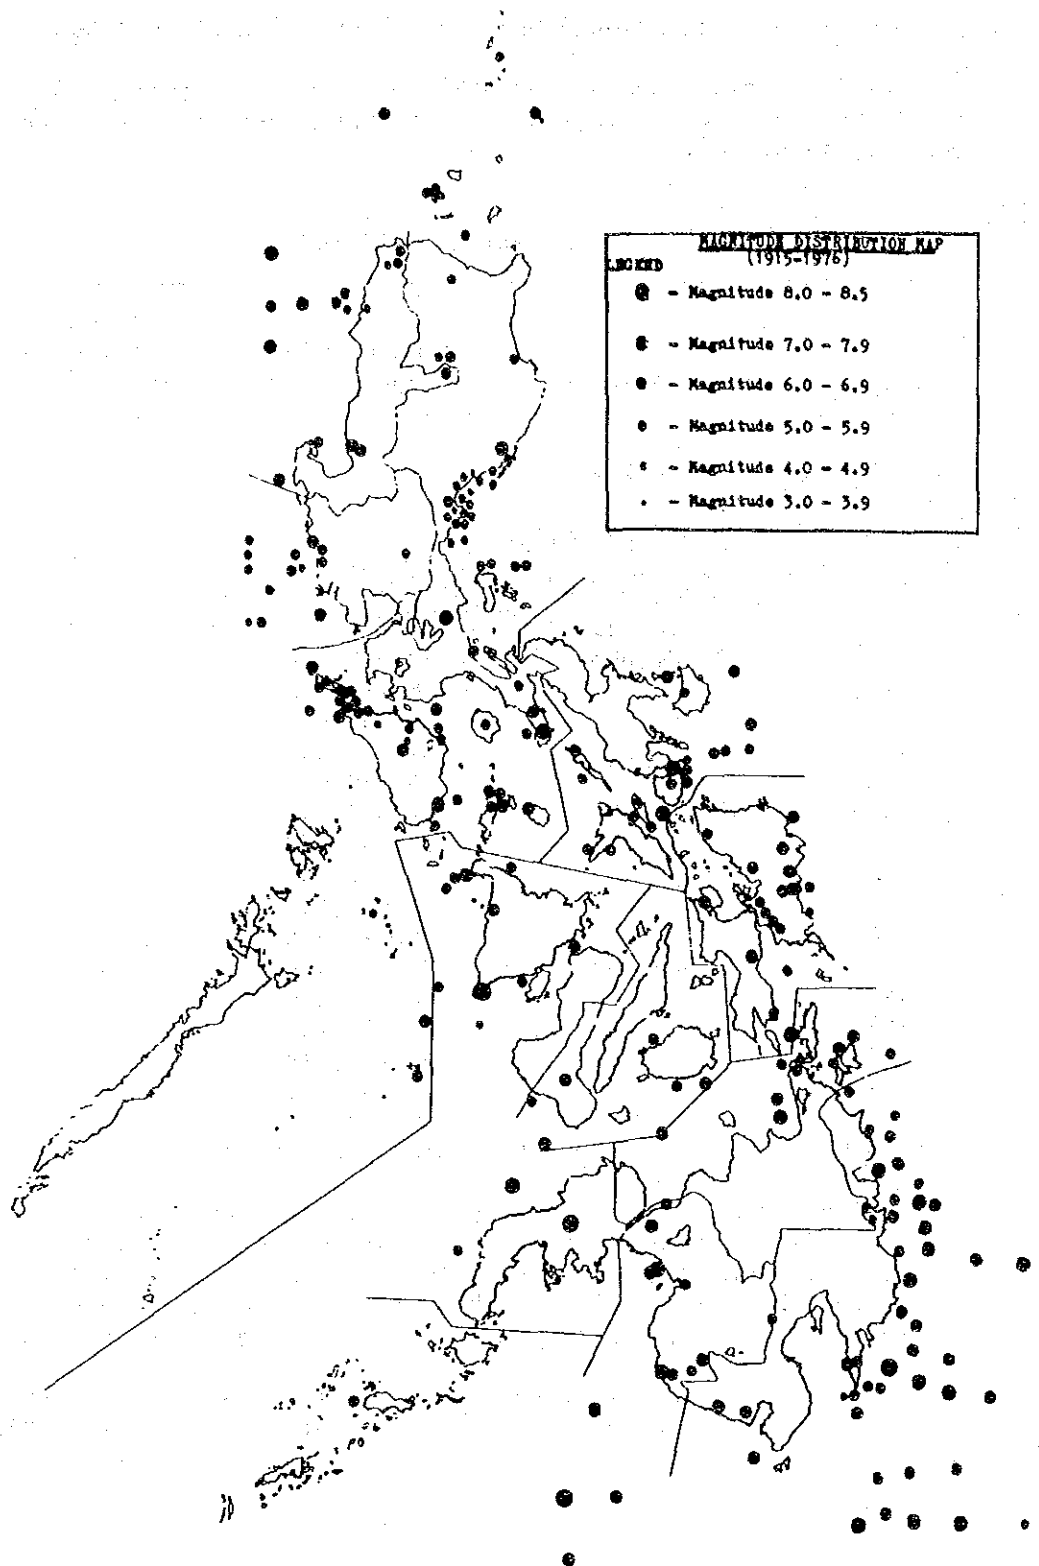 MAGNITUDE DISTRIBUTION MAP
(1915-1976)
LEGEND
- Magnitude 8.0 - 8.5
- Magnitude 7.0 - 7.9
- Magnitude 6.0 - 6.9
- Magnitude 5.0 - 5.9
- Magnitude 4.0 - 4.9
- Magnitude 3.0 - 3.9